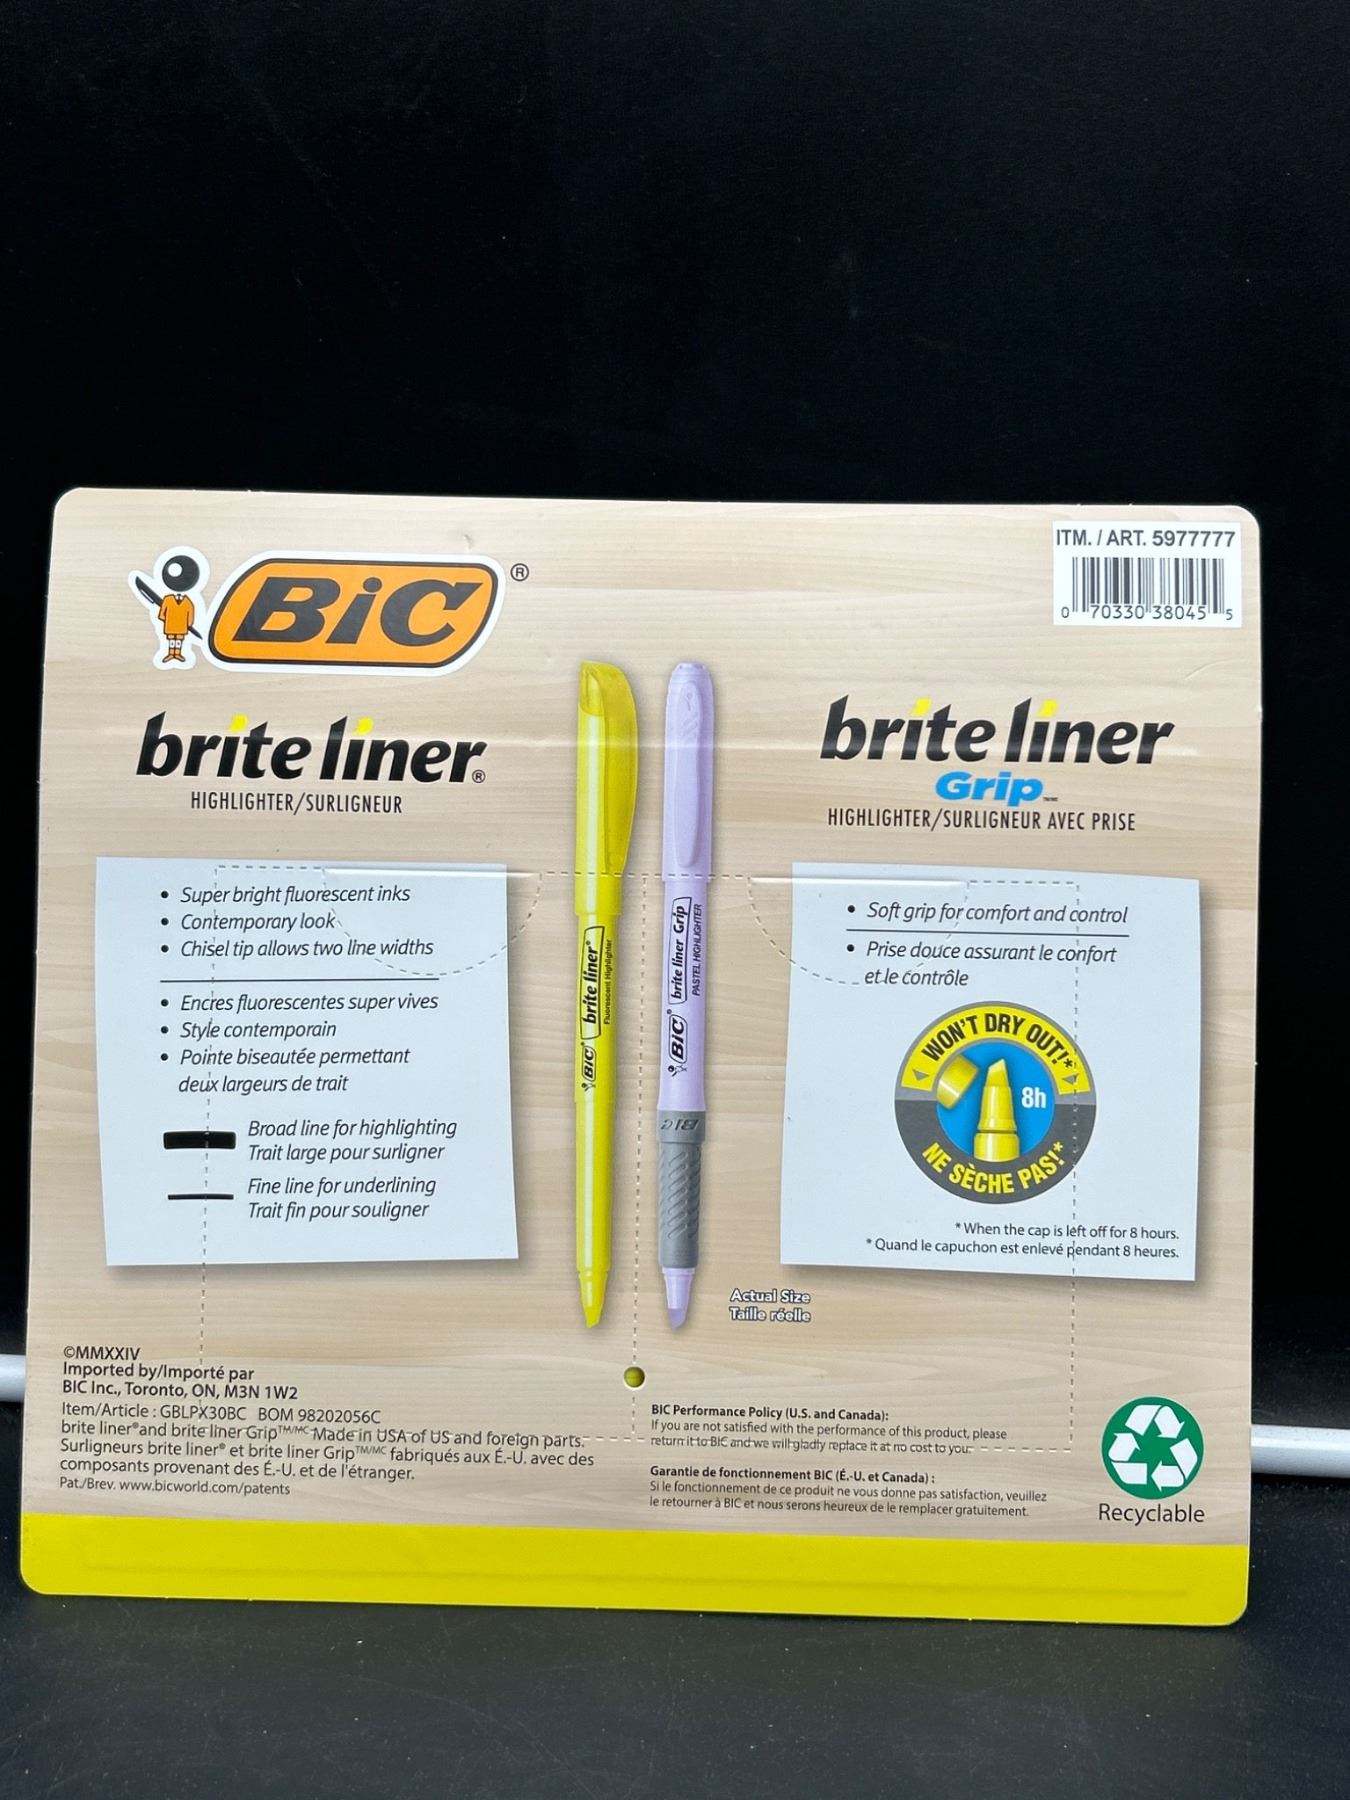 ITM. / ART. 5977777
0 70330 38045 5
BiC®
brite liner®
HIGHLIGHTER/SURLIGNEUR
• Super bright fluorescent inks
• Contemporary look
• Chisel tip allows two line widths
• Encres fluorescentes super vives
• Style contemporain
• Pointe biseautée permettant
deux largeurs de trait
Broad line for highlighting
Trait large pour surligner
Fine line for underlining
Trait fin pour souligner
BiC® brite liner®
Fluorescent Highlighter
BiC® brite liner Grip
PASTEL HIGHLIGHTER
BIC
Actual Size
Taille réelle
brite liner
Grip™/MC
HIGHLIGHTER/SURLIGNEUR AVEC PRISE
• Soft grip for comfort and control
• Prise douce assurant le confort
et le contrôle
WON'T DRY OUT!*
8h
NE SÈCHE PAS!*
* When the cap is left off for 8 hours.
* Quand le capuchon est enlevé pendant 8 heures.
©MMXXIV
Imported by/Importé par
BIC Inc., Toronto, ON, M3N 1W2
Item/Article : GBLPX30BC BOM 98202056C
brite liner® and brite liner Grip™/MC Made in USA of US and foreign parts.
Surligneurs brite liner® et brite liner Grip™/MC fabriqués aux É.-U. avec des
composants provenant des É.-U. et de l'étranger.
Pat./Brev. www.bicworld.com/patents
BIC Performance Policy (U.S. and Canada):
If you are not satisfied with the performance of this product, please
return it to BIC and we will gladly replace it at no cost to you.
Garantie de fonctionnement BIC (É.-U. et Canada) :
Si le fonctionnement de ce produit ne vous donne pas satisfaction, veuillez
le retourner à BIC et nous serons heureux de le remplacer gratuitement.
Recyclable